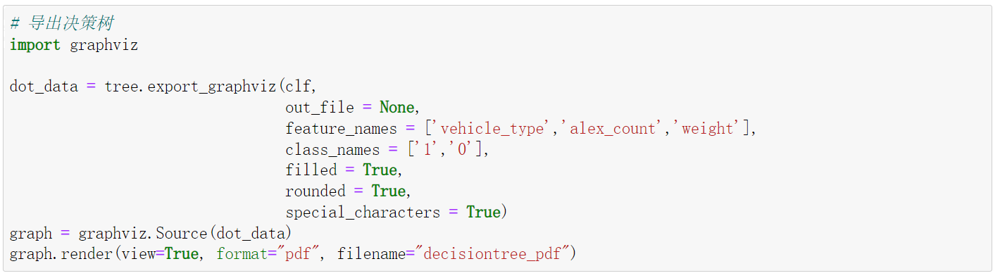 # 导出决策树
import graphviz
dot_data = tree.export_graphviz(clf,
out_file = None,
feature_names = ['vehicle_type','alex_count','weight'],
class_names = ['1','0'],
filled = True,
rounded = True,
special_characters = True)
graph = graphviz.Source(dot_data)
graph.render(view=True, format="pdf", filename="decisiontree_pdf")